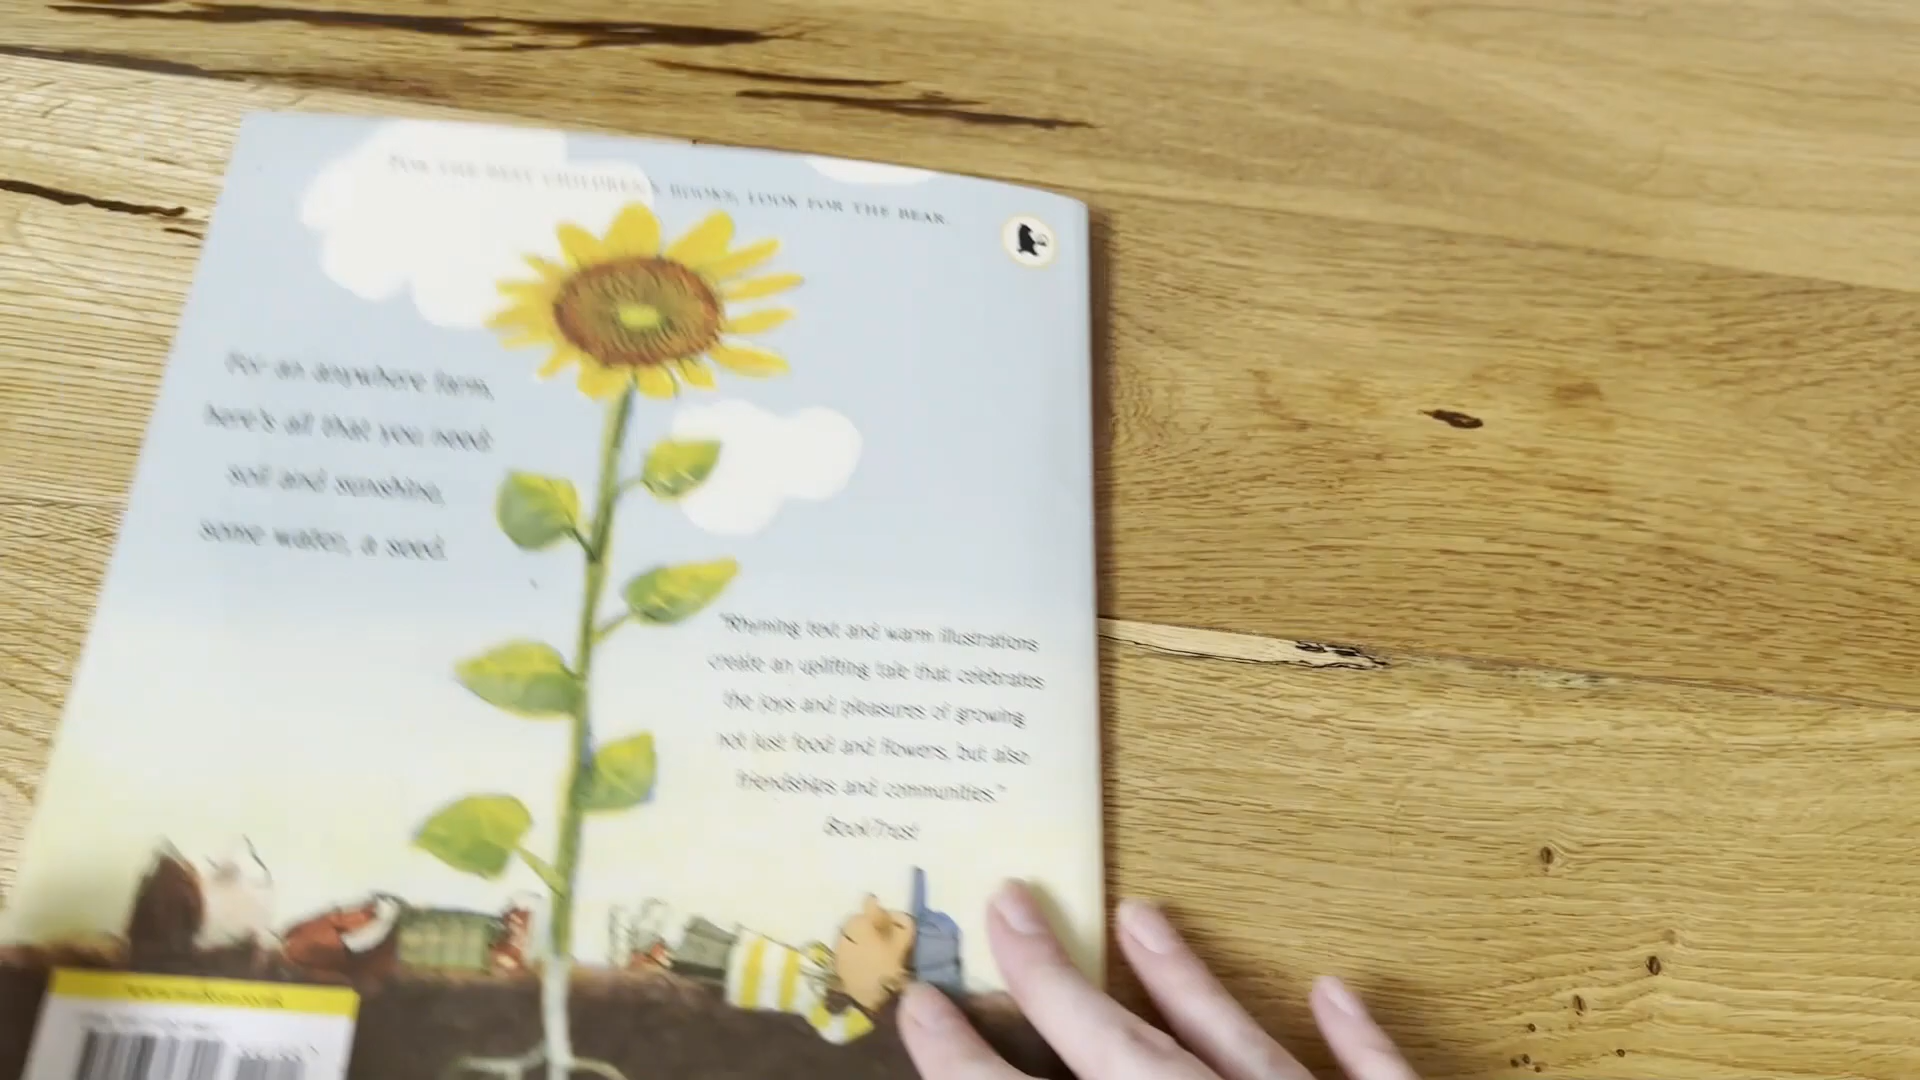 FOR THE BEST CHILDREN'S BOOKS, LOOK FOR THE BEAR.
For an anywhere farm,
here's all that you need:
soil and sunshine,
some water, a seed.
"Rhyming text and warm illustrations
create an uplifting tale that celebrates
the joys and pleasures of growing
not just food and flowers, but also
friendships and communities."
BookTrust